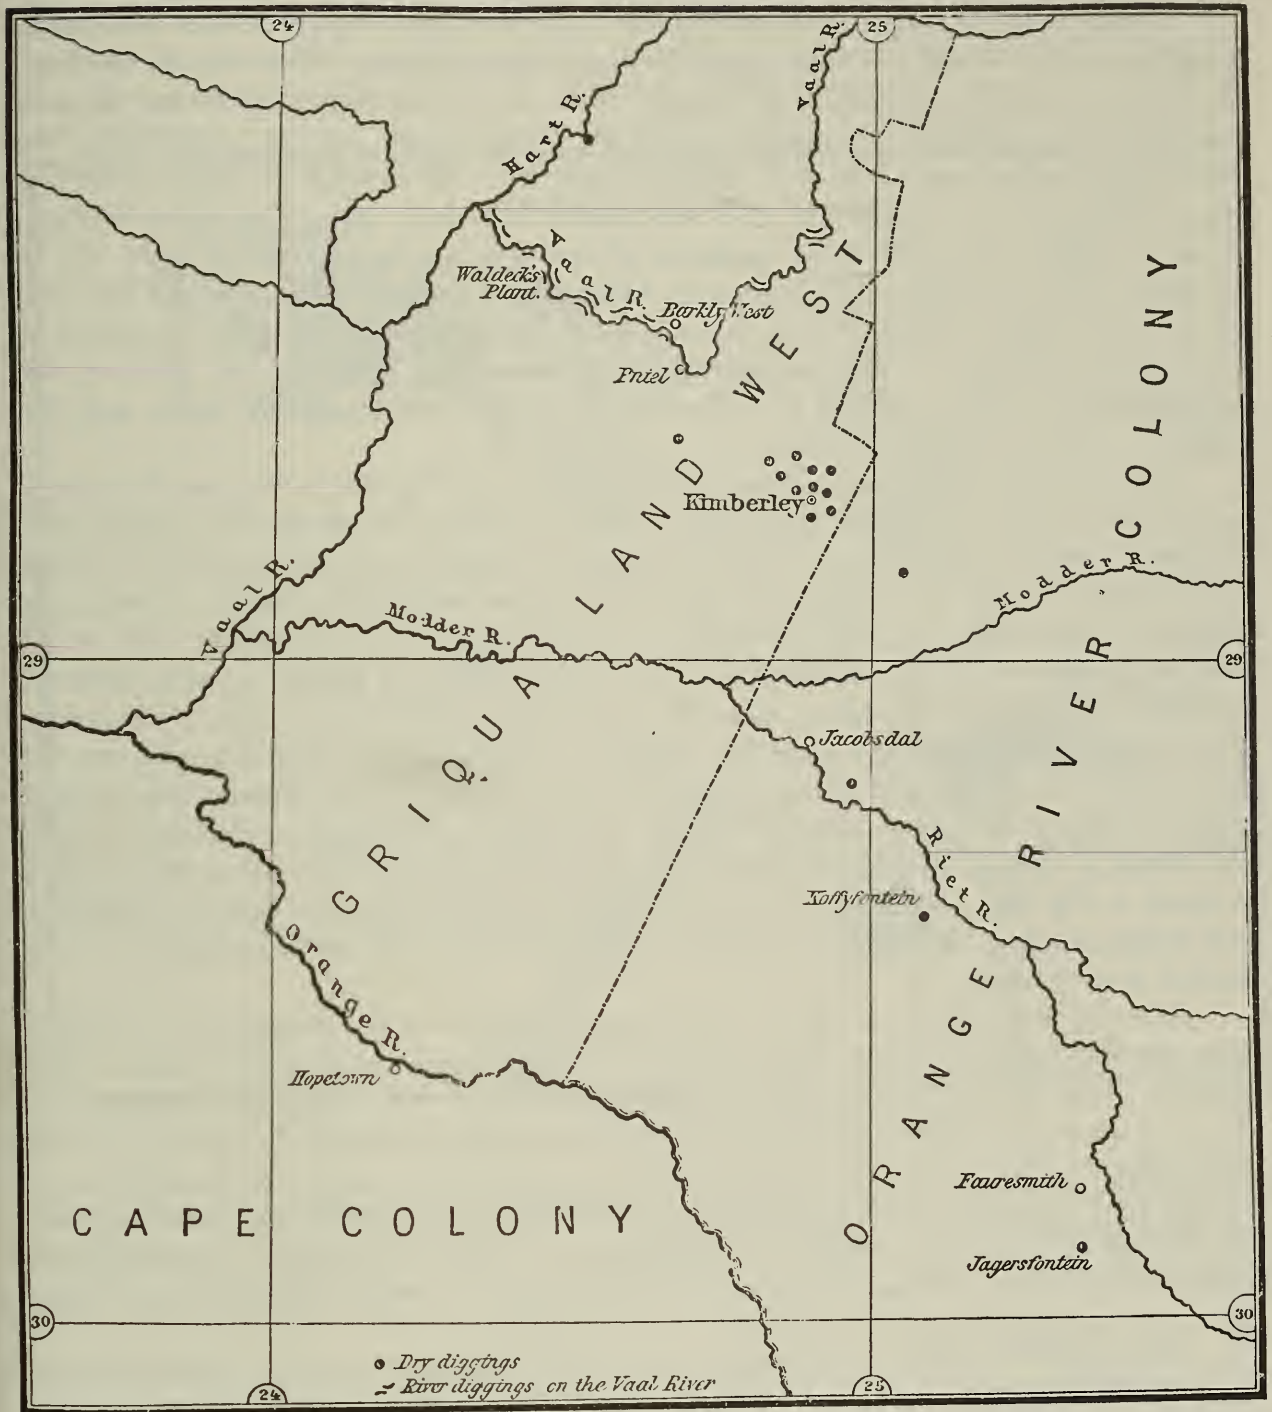 24
25
Vaal R.
Hart R.
Vaal R.
Waldeck's
Plant.
Barkly West
Pniel
Kimberley
GRIQUALAND WEST
ORANGE RIVER COLONY
Vaal R.
Modder R.
Modder R.
29
29
Jacobsdal
Riet R.
Koffyfontein
Orange R.
Hopetown
Fauresmith
Jagersfontein
CAPE COLONY
30
30
Dry diggings
River diggings on the Vaal River
24
25